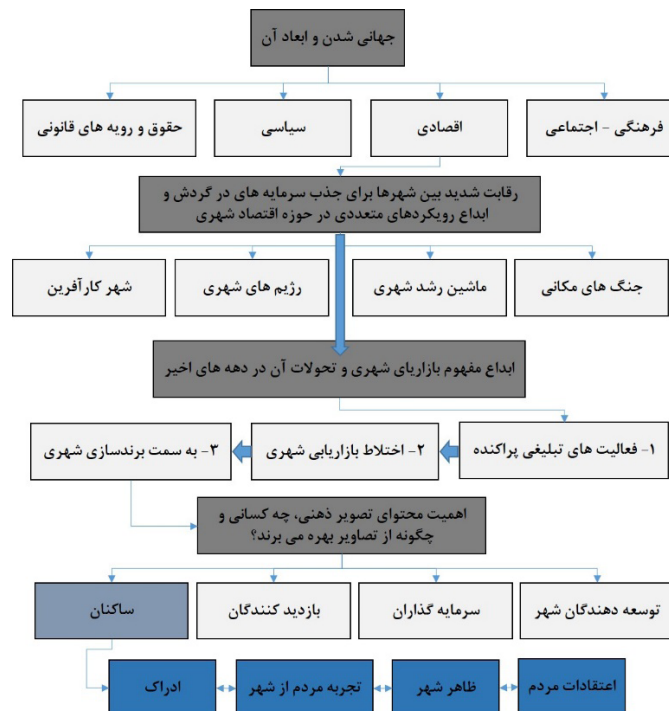 جهانی شدن و ابعاد آن
فرهنگی - اجتماعی
اقتصادی
سیاسی
حقوق و رویه های قانونی
رقابت شدید بین شهرها برای جذب سرمایه های در گردش و
ابداع رویکردهای متعددی در حوزه اقتصاد شهری
جنگ های مکانی
ماشین رشد شهری
رژیم های شهری
شهر کارآفرین
ابداع مفهوم بازاریای شهری و تحولات آن در دهه های اخیر
۱- فعالیت های تبلیغی پراکنده
۲- اختلاط بازاریابی شهری
۳- به سمت برندسازی شهری
اهمیت محتوای تصویر ذهنی، چه کسانی و
چگونه از تصاویر بهره می برند؟
توسعه دهندگان شهر
سرمایه گذاران
بازدید کنندگان
ساکنان
اعتقادات مردم
ظاهر شهر
تجربه مردم از شهر
ادراک